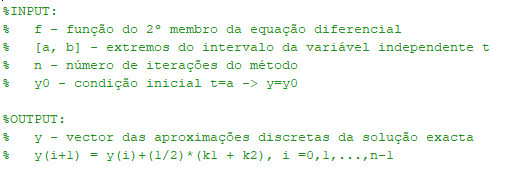 %INPUT:
%   f - função do 2º membro da equação diferencial
%   [a, b] - extremos do intervalo da variável independente t
%   n - número de iterações do método
%   y0 - condição inicial t=a -> y=y0
%OUTPUT:
%   y - vector das aproximações discretas da solução exacta
%   y(i+1) = y(i)+(1/2)*(k1 + k2), i =0,1,...,n-1